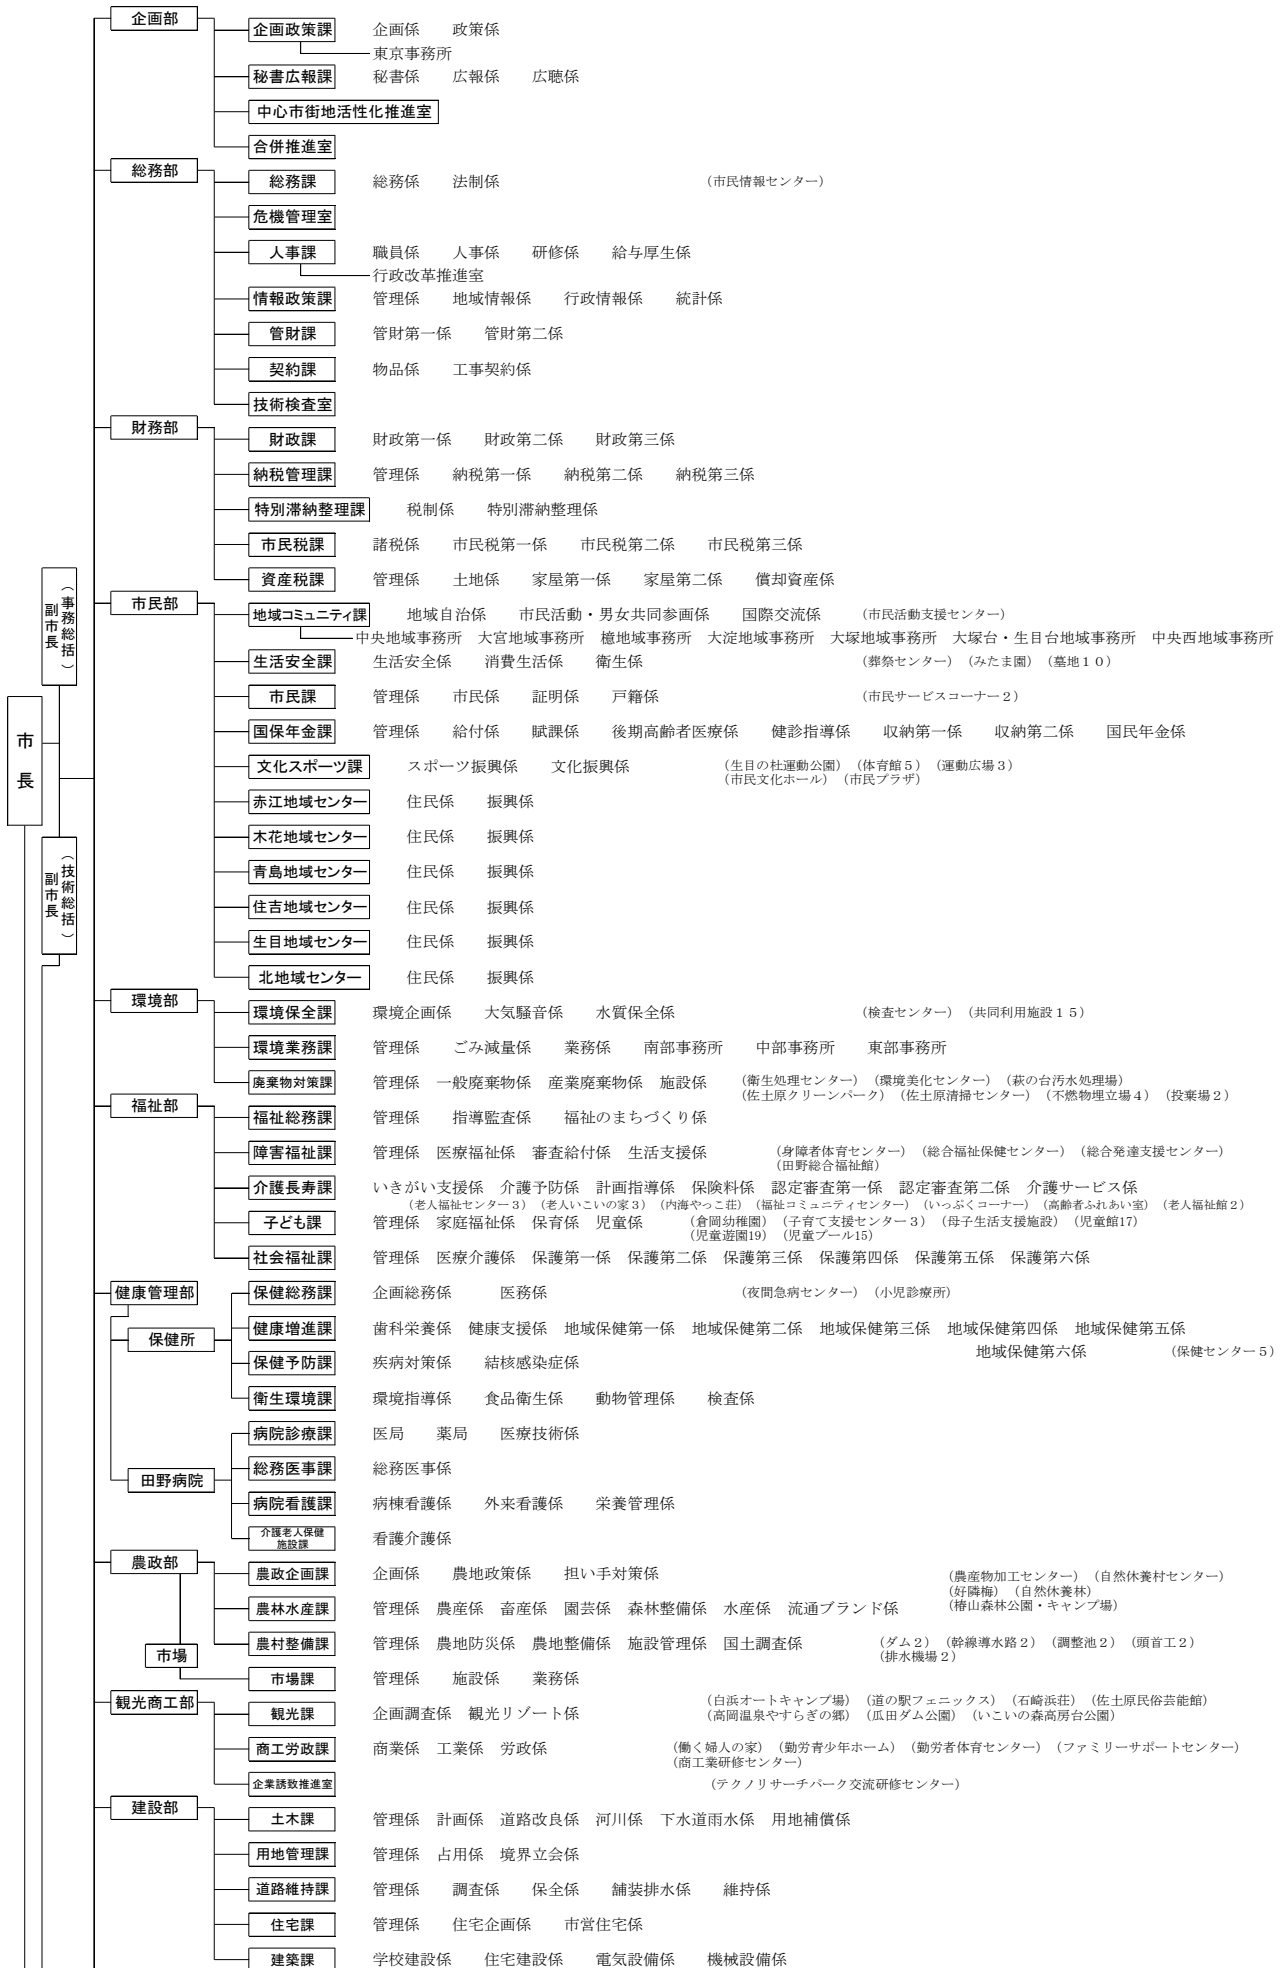 企画部
企画政策課 企画係 政策係
東京事務所
秘書広報課 秘書係 広報係 広聴係
中心市街地活性化推進室
合併推進室
総務部
総務課 総務係 法制係 （市民情報センター）
危機管理室
人事課 職員係 人事係 研修係 給与厚生係
行政改革推進室
情報政策課 管理係 地域情報係 行政情報係 統計係
管財課 管財第一係 管財第二係
契約課 物品係 工事契約係
技術検査室
財務部
財政課 財政第一係 財政第二係 財政第三係
納税管理課 管理係 納税第一係 納税第二係 納税第三係
特別滞納整理課 税制係 特別滞納整理係
市民税課 諸税係 市民税第一係 市民税第二係 市民税第三係
資産税課 管理係 土地係 家屋第一係 家屋第二係 償却資産係
市長
副市長（事務総括）
副市長（技術総括）
市民部
地域コミュニティ課 地域自治係 市民活動・男女共同参画係 国際交流係 （市民活動支援センター）
中央地域事務所 大宮地域事務所 檍地域事務所 大淀地域事務所 大塚地域事務所 大塚台・生目台地域事務所 中央西地域事務所
生活安全課 生活安全係 消費生活係 衛生係 （葬祭センター）（みたま園）（墓地１０）
市民課 管理係 市民係 証明係 戸籍係 （市民サービスコーナー２）
国保年金課 管理係 給付係 賦課係 後期高齢者医療係 健診指導係 収納第一係 収納第二係 国民年金係
文化スポーツ課 スポーツ振興係 文化振興係 （生目の杜運動公園）（体育館５）（運動広場３）
（市民文化ホール）（市民プラザ）
赤江地域センター 住民係 振興係
木花地域センター 住民係 振興係
青島地域センター 住民係 振興係
住吉地域センター 住民係 振興係
生目地域センター 住民係 振興係
北地域センター 住民係 振興係
環境部
環境保全課 環境企画係 大気騒音係 水質保全係 （検査センター）（共同利用施設１５）
環境業務課 管理係 ごみ減量係 業務係 南部事務所 中部事務所 東部事務所
廃棄物対策課 管理係 一般廃棄物係 産業廃棄物係 施設係 （衛生処理センター）（環境美化センター）（萩の台汚水処理場）
（佐土原クリーンパーク）（佐土原清掃センター）（不燃物埋立場４）（投棄場２）
福祉部
福祉総務課 管理係 指導監査係 福祉のまちづくり係
障害福祉課 管理係 医療福祉係 審査給付係 生活支援係 （身障者体育センター）（総合福祉保健センター）（総合発達支援センター）
（田野総合福祉館）
介護長寿課 いきがい支援係 介護予防係 計画指導係 保険料係 認定審査第一係 認定審査第二係 介護サービス係
（老人福祉センター３）（老人いこいの家３）（内海やっこ荘）（福祉コミュニティセンター）（いっぷくコーナー）（高齢者ふれあい室）（老人福祉館２）
子ども課 管理係 家庭福祉係 保育係 児童係 （倉岡幼稚園）（子育て支援センター３）（母子生活支援施設）（児童館17）
（児童遊園19）（児童プール15）
社会福祉課 管理係 医療介護係 保護第一係 保護第二係 保護第三係 保護第四係 保護第五係 保護第六係
健康管理部
保健所
保健総務課 企画総務係 医務係 （夜間急病センター）（小児診療所）
健康増進課 歯科栄養係 健康支援係 地域保健第一係 地域保健第二係 地域保健第三係 地域保健第四係 地域保健第五係
地域保健第六係 （保健センター５）
保健予防課 疾病対策係 結核感染症係
衛生環境課 環境指導係 食品衛生係 動物管理係 検査係
田野病院
病院診療課 医局 薬局 医療技術係
総務医事課 総務医事係
病院看護課 病棟看護係 外来看護係 栄養管理係
介護老人保健
施設課 看護介護係
農政部
農政企画課 企画係 農地政策係 担い手対策係
（農産物加工センター）（自然休養村センター）
（好隣梅）（自然休養林）
農林水産課 管理係 農産係 畜産係 園芸係 森林整備係 水産係 流通ブランド係 （椿山森林公園・キャンプ場）
農村整備課 管理係 農地防災係 農地整備係 施設管理係 国土調査係 （ダム２）（幹線導水路２）（調整池２）（頭首工２）
（排水機場２）
市場
市場課 管理係 施設係 業務係
観光商工部
観光課 企画調査係 観光リゾート係 （白浜オートキャンプ場）（道の駅フェニックス）（石崎浜荘）（佐土原民俗芸能館）
（高岡温泉やすらぎの郷）（瓜田ダム公園）（いこいの森高房台公園）
商工労政課 商業係 工業係 労政係 （働く婦人の家）（勤労青少年ホーム）（勤労者体育センター）（ファミリーサポートセンター）
（商工業研修センター）
企業誘致推進室 （テクノリサーチパーク交流研修センター）
建設部
土木課 管理係 計画係 道路改良係 河川係 下水道雨水係 用地補償係
用地管理課 管理係 占用係 境界立会係
道路維持課 管理係 調査係 保全係 舗装排水係 維持係
住宅課 管理係 住宅企画係 市営住宅係
建築課 学校建設係 住宅建設係 電気設備係 機械設備係